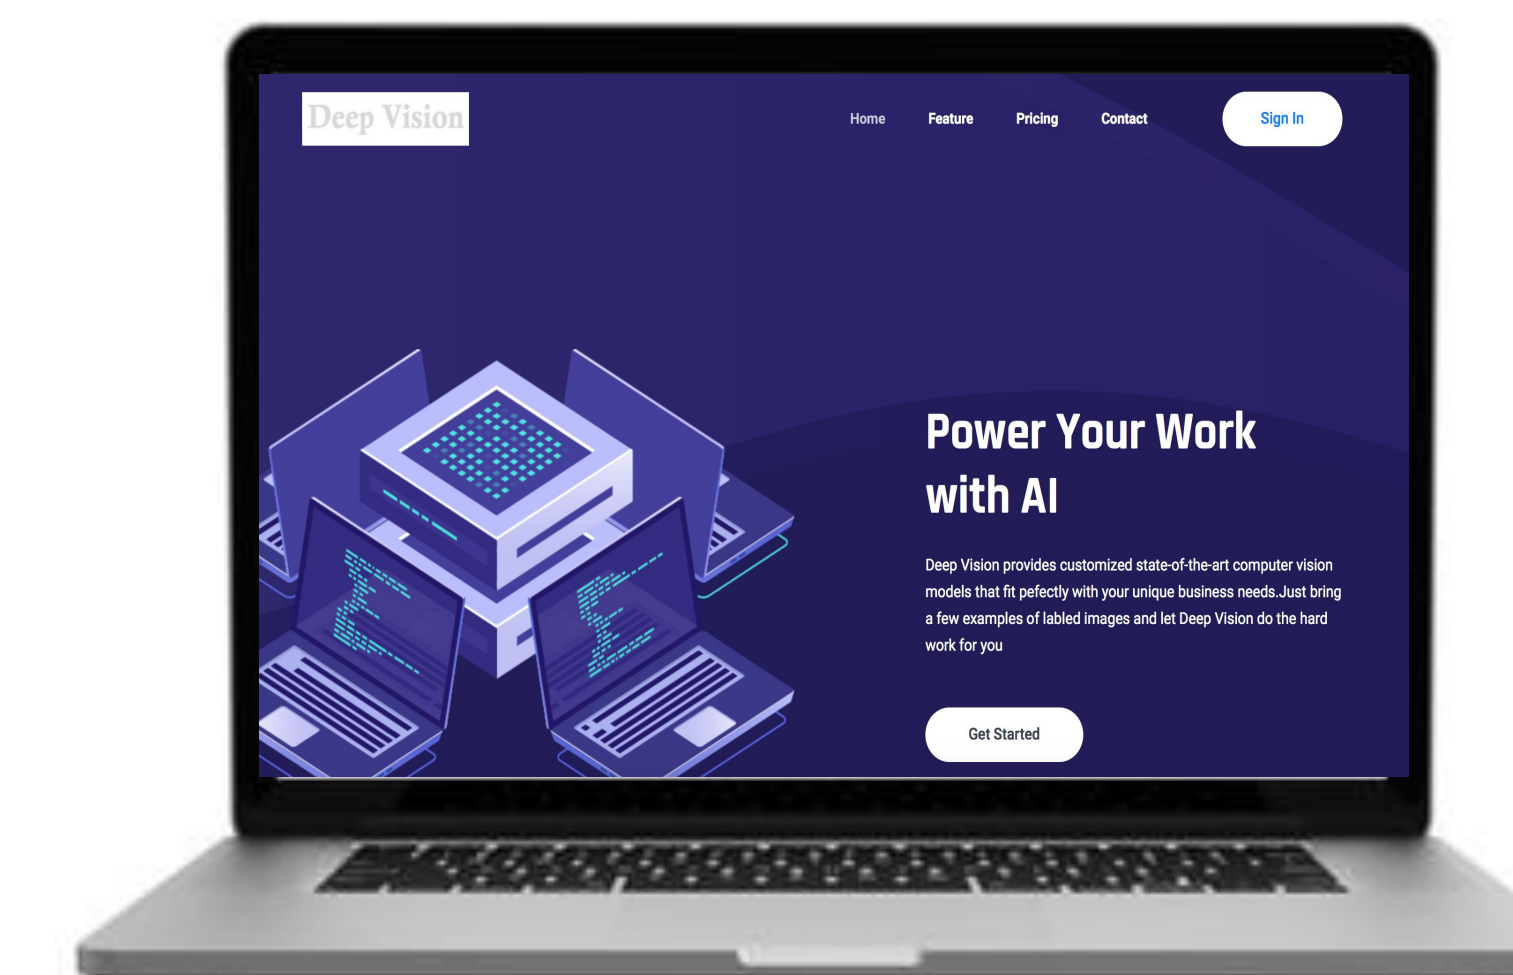 Deep Vision
Home Feature Pricing Contact Sign In
Power Your Work
with AI
Deep Vision provides customized state-of-the-art computer vision
models that fit pefectly with your unique business needs.Just bring
a few examples of labled images and let Deep Vision do the hard
work for you
Get Started